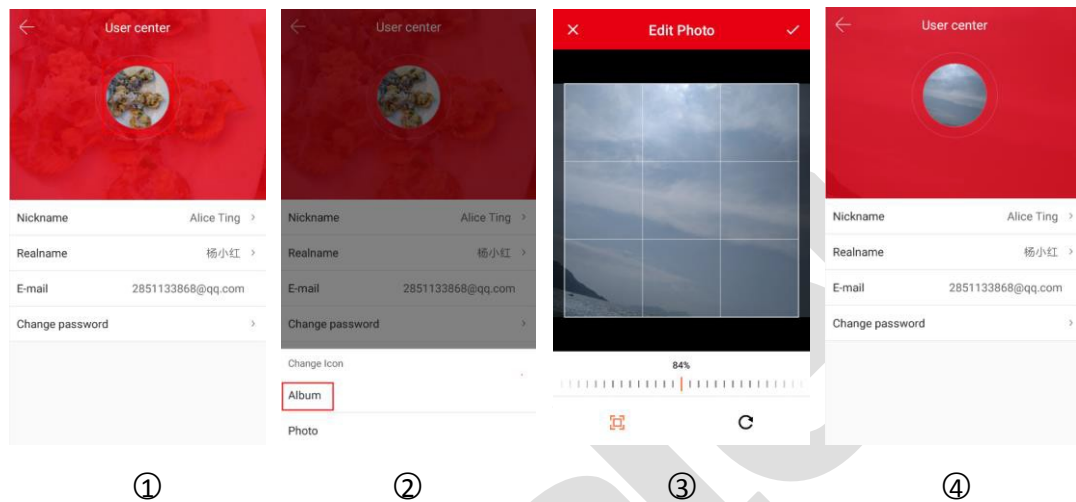 User center
Nickname Alice Ting
Realname 杨小红
E-mail 2851133868@qq.com
Change password
①
User center
Nickname Alice Ting
Realname 杨小红
E-mail 2851133868@qq.com
Change password
Change Icon
Album
Photo
②
Edit Photo
84%
③
User center
Nickname Alice Ting
Realname 杨小红
E-mail 2851133868@qq.com
Change password
④